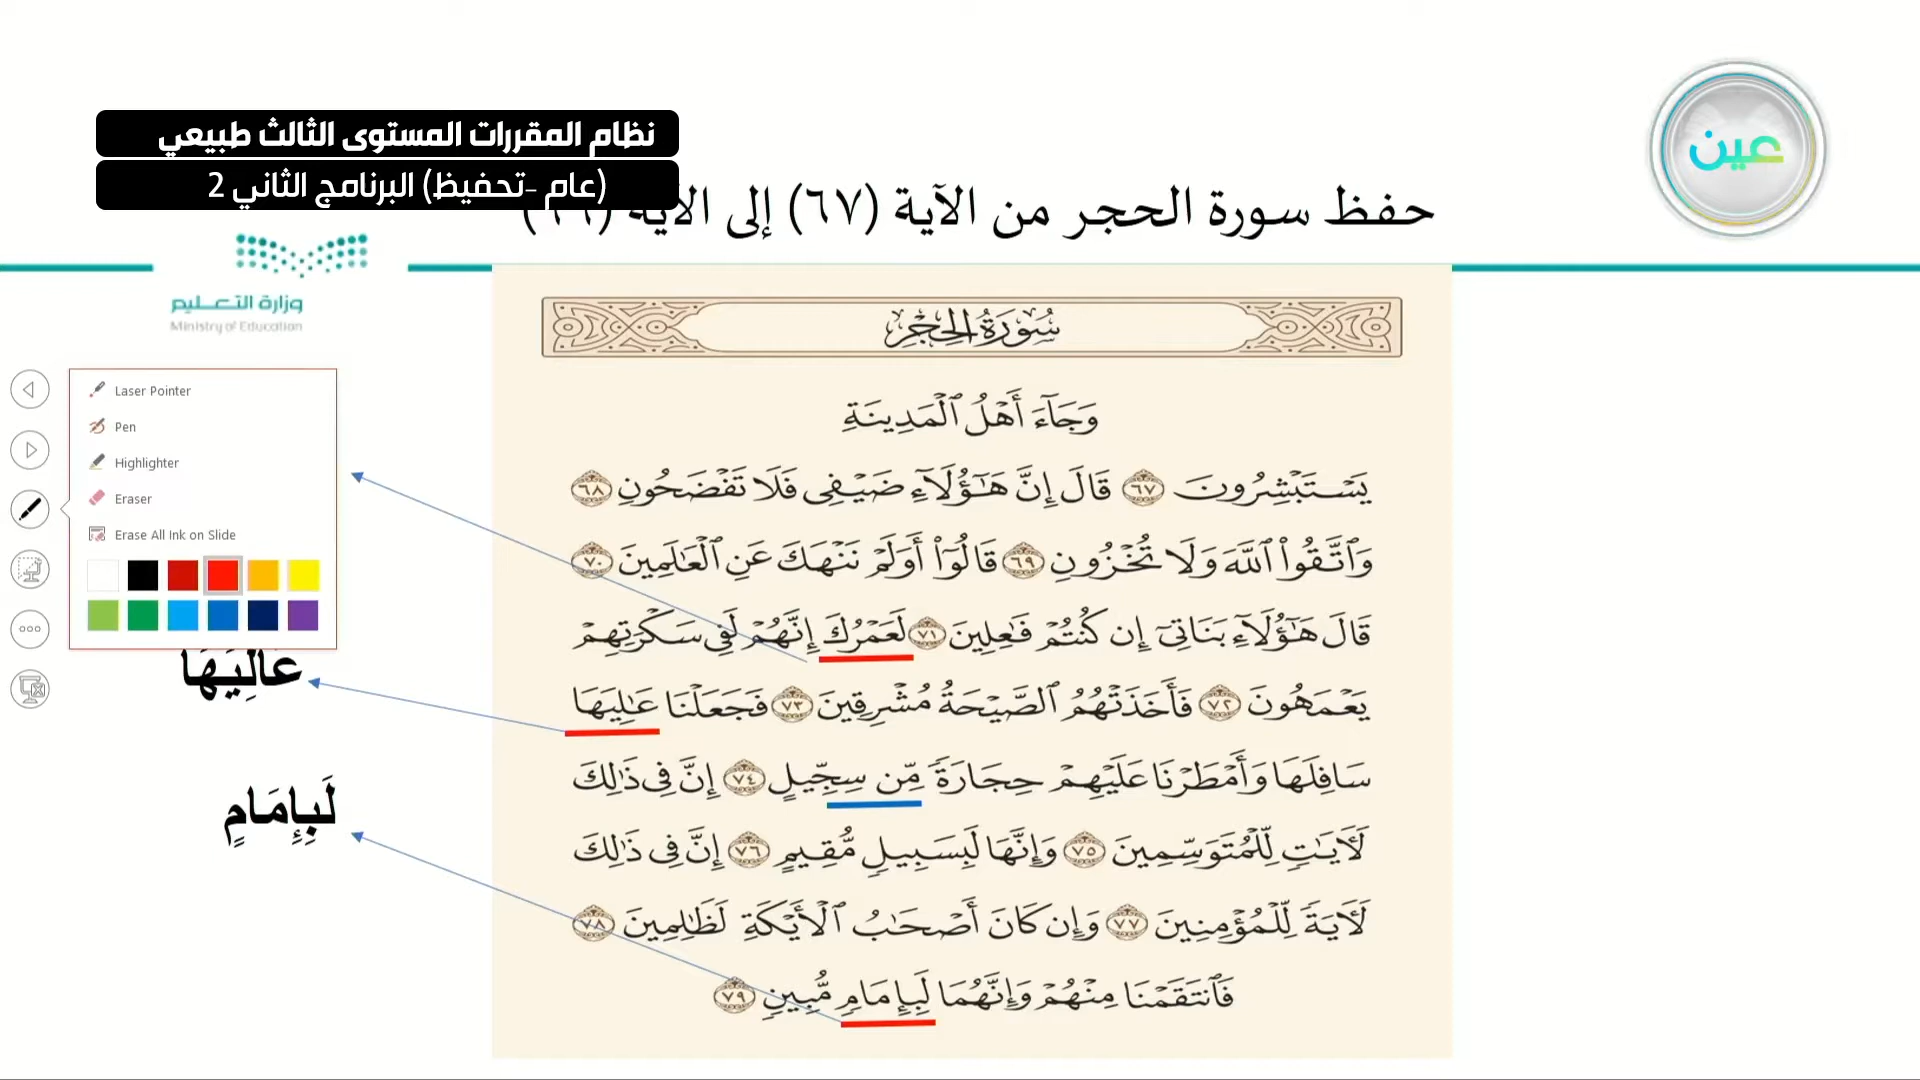 نظام المقررات المستوى الثالث طبيعي
(عام -تحفيظ) البرنامج الثاني 2
عين
حفظ سورة الحجر من الآية (٦٧) إلى الآية
وزارة التعليم
Ministry of Education
Laser Pointer
Pen
Highlighter
Eraser
Erase All Ink on Slide
سُورَةُ الحِجْرِ
وَجَآءَ أَهْلُ ٱلْمَدِينَةِ
يَسْتَبْشِرُونَ ٦٧ قَالَ إِنَّ هَٰٓؤُلَآءِ ضَيْفِى فَلَا تَفْضَحُونِ ٦٨
وَٱتَّقُوا۟ ٱللَّهَ وَلَا تُخْزُونِ ٦٩ قَالُوٓا۟ أَوَلَمْ نَنْهَكَ عَنِ ٱلْعَٰلَمِينَ ٧٠
قَالَ هَٰٓؤُلَآءِ بَنَاتِىٓ إِن كُنتُمْ فَٰعِلِينَ ٧١ لَعَمْرُكَ إِنَّهُمْ لَفِى سَكْرَتِهِمْ
يَعْمَهُونَ ٧٢ فَأَخَذَتْهُمُ ٱلصَّيْحَةُ مُشْرِقِينَ ٧٣ فَجَعَلْنَا عَٰلِيَهَا
سَافِلَهَا وَأَمْطَرْنَا عَلَيْهِمْ حِجَارَةً مِّن سِجِّيلٍ ٧٤ إِنَّ فِى ذَٰلِكَ
لَءَايَٰتٍ لِّلْمُتَوَسِّمِينَ ٧٥ وَإِنَّهَا لَبِسَبِيلٍ مُّقِيمٍ ٧٦ إِنَّ فِى ذَٰلِكَ
لَءَايَةً لِّلْمُؤْمِنِينَ ٧٧ وَإِن كَانَ أَصْحَٰبُ ٱلْأَيْكَةِ لَظَٰلِمِينَ ٧٨
فَٱنتَقَمْنَا مِنْهُمْ وَإِنَّهُمَا لَبِإِمَامٍ مُّبِينٍ ٧٩
عَالِيَهَا
لَبِإِمَامٍ